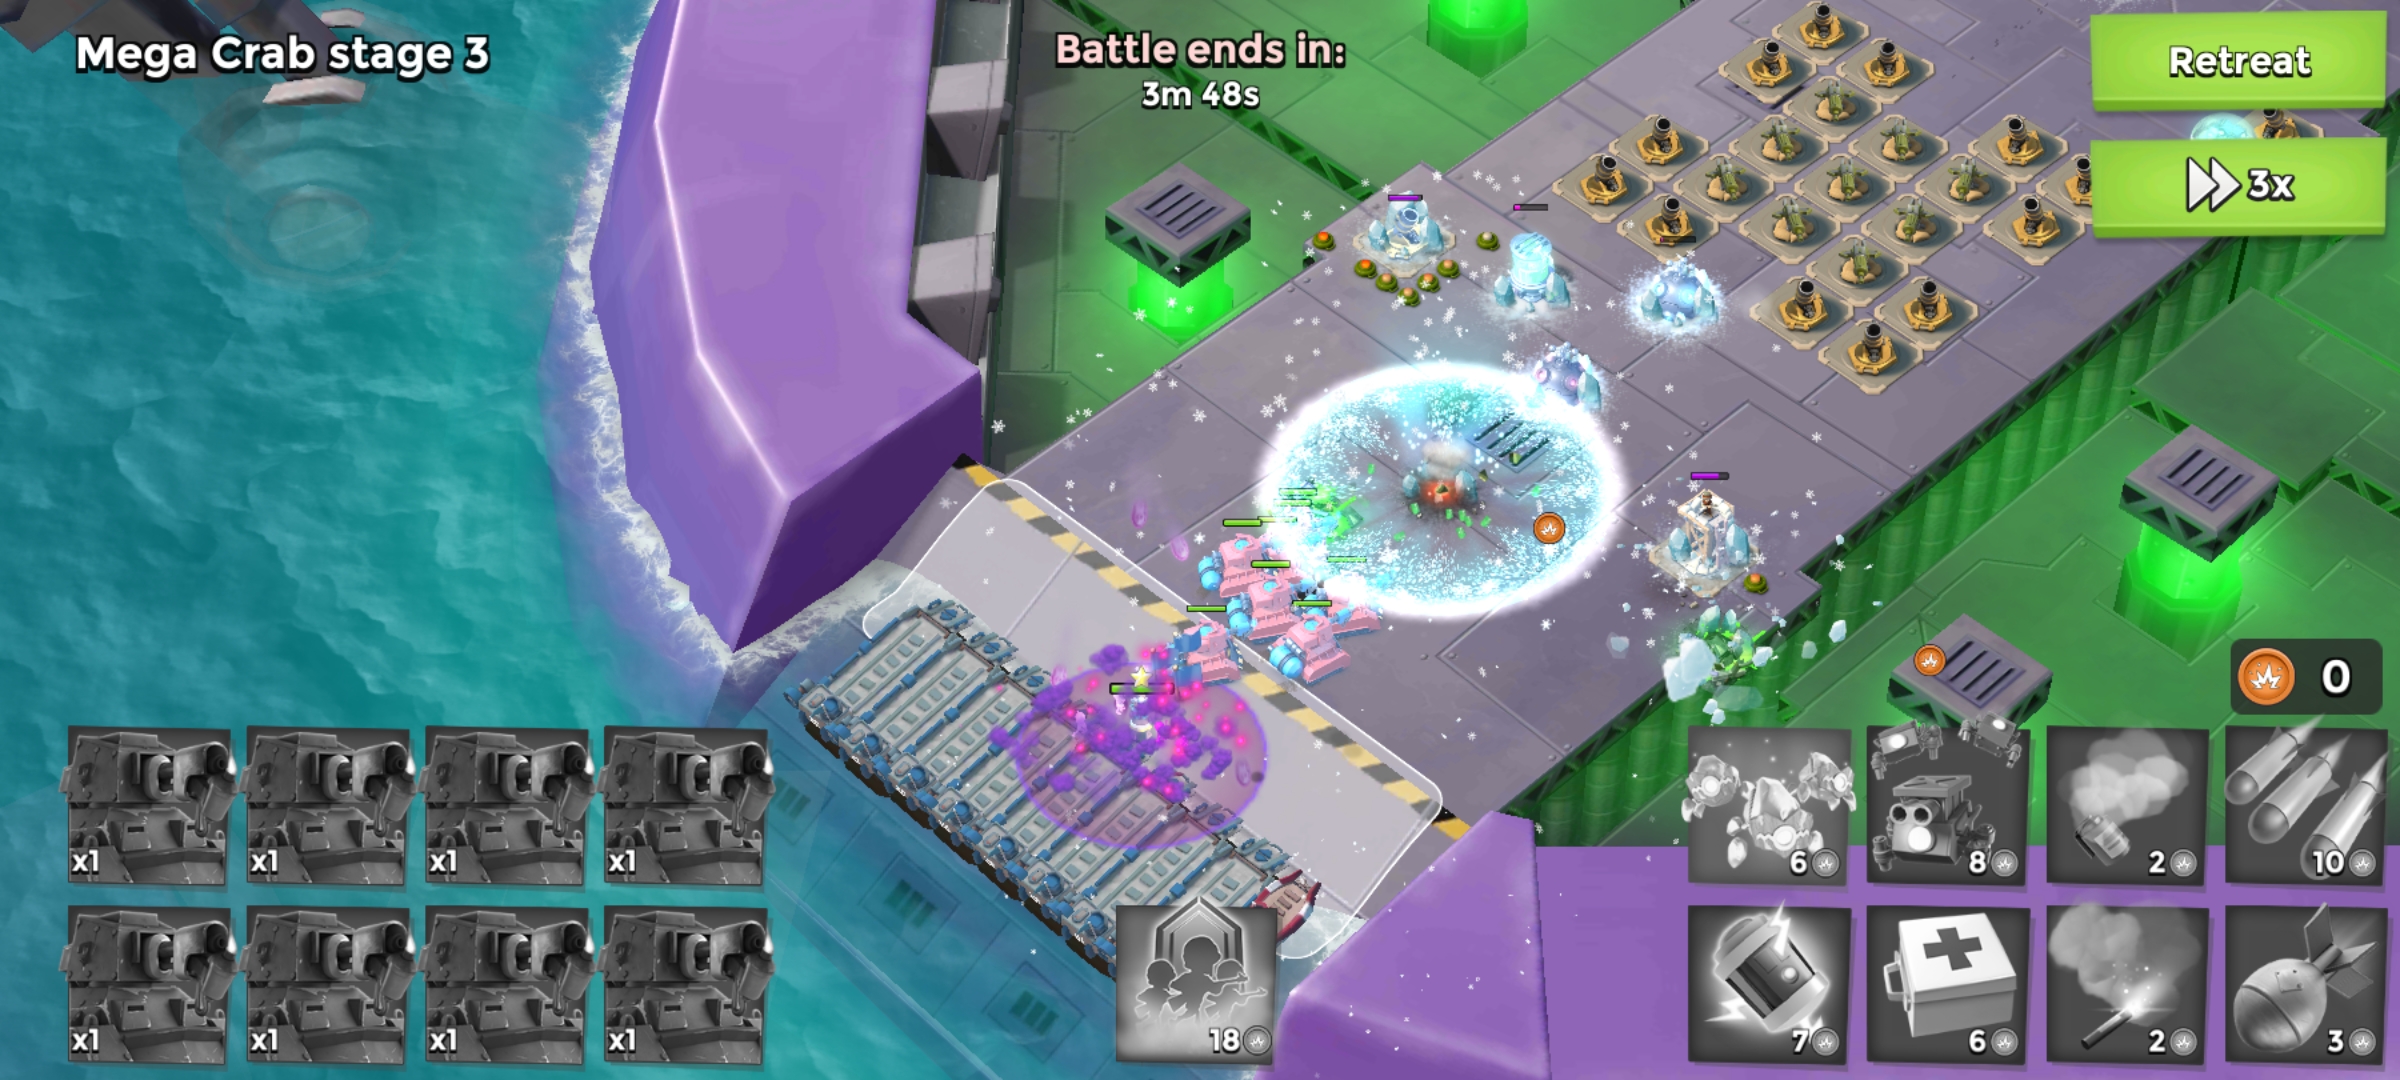 Mega Crab stage 3
Battle ends in:
3m 48s
Retreat
3x
0
x1 x1 x1 x1
6 8 2 10
x1 x1 x1 x1
18
7 6 2 3